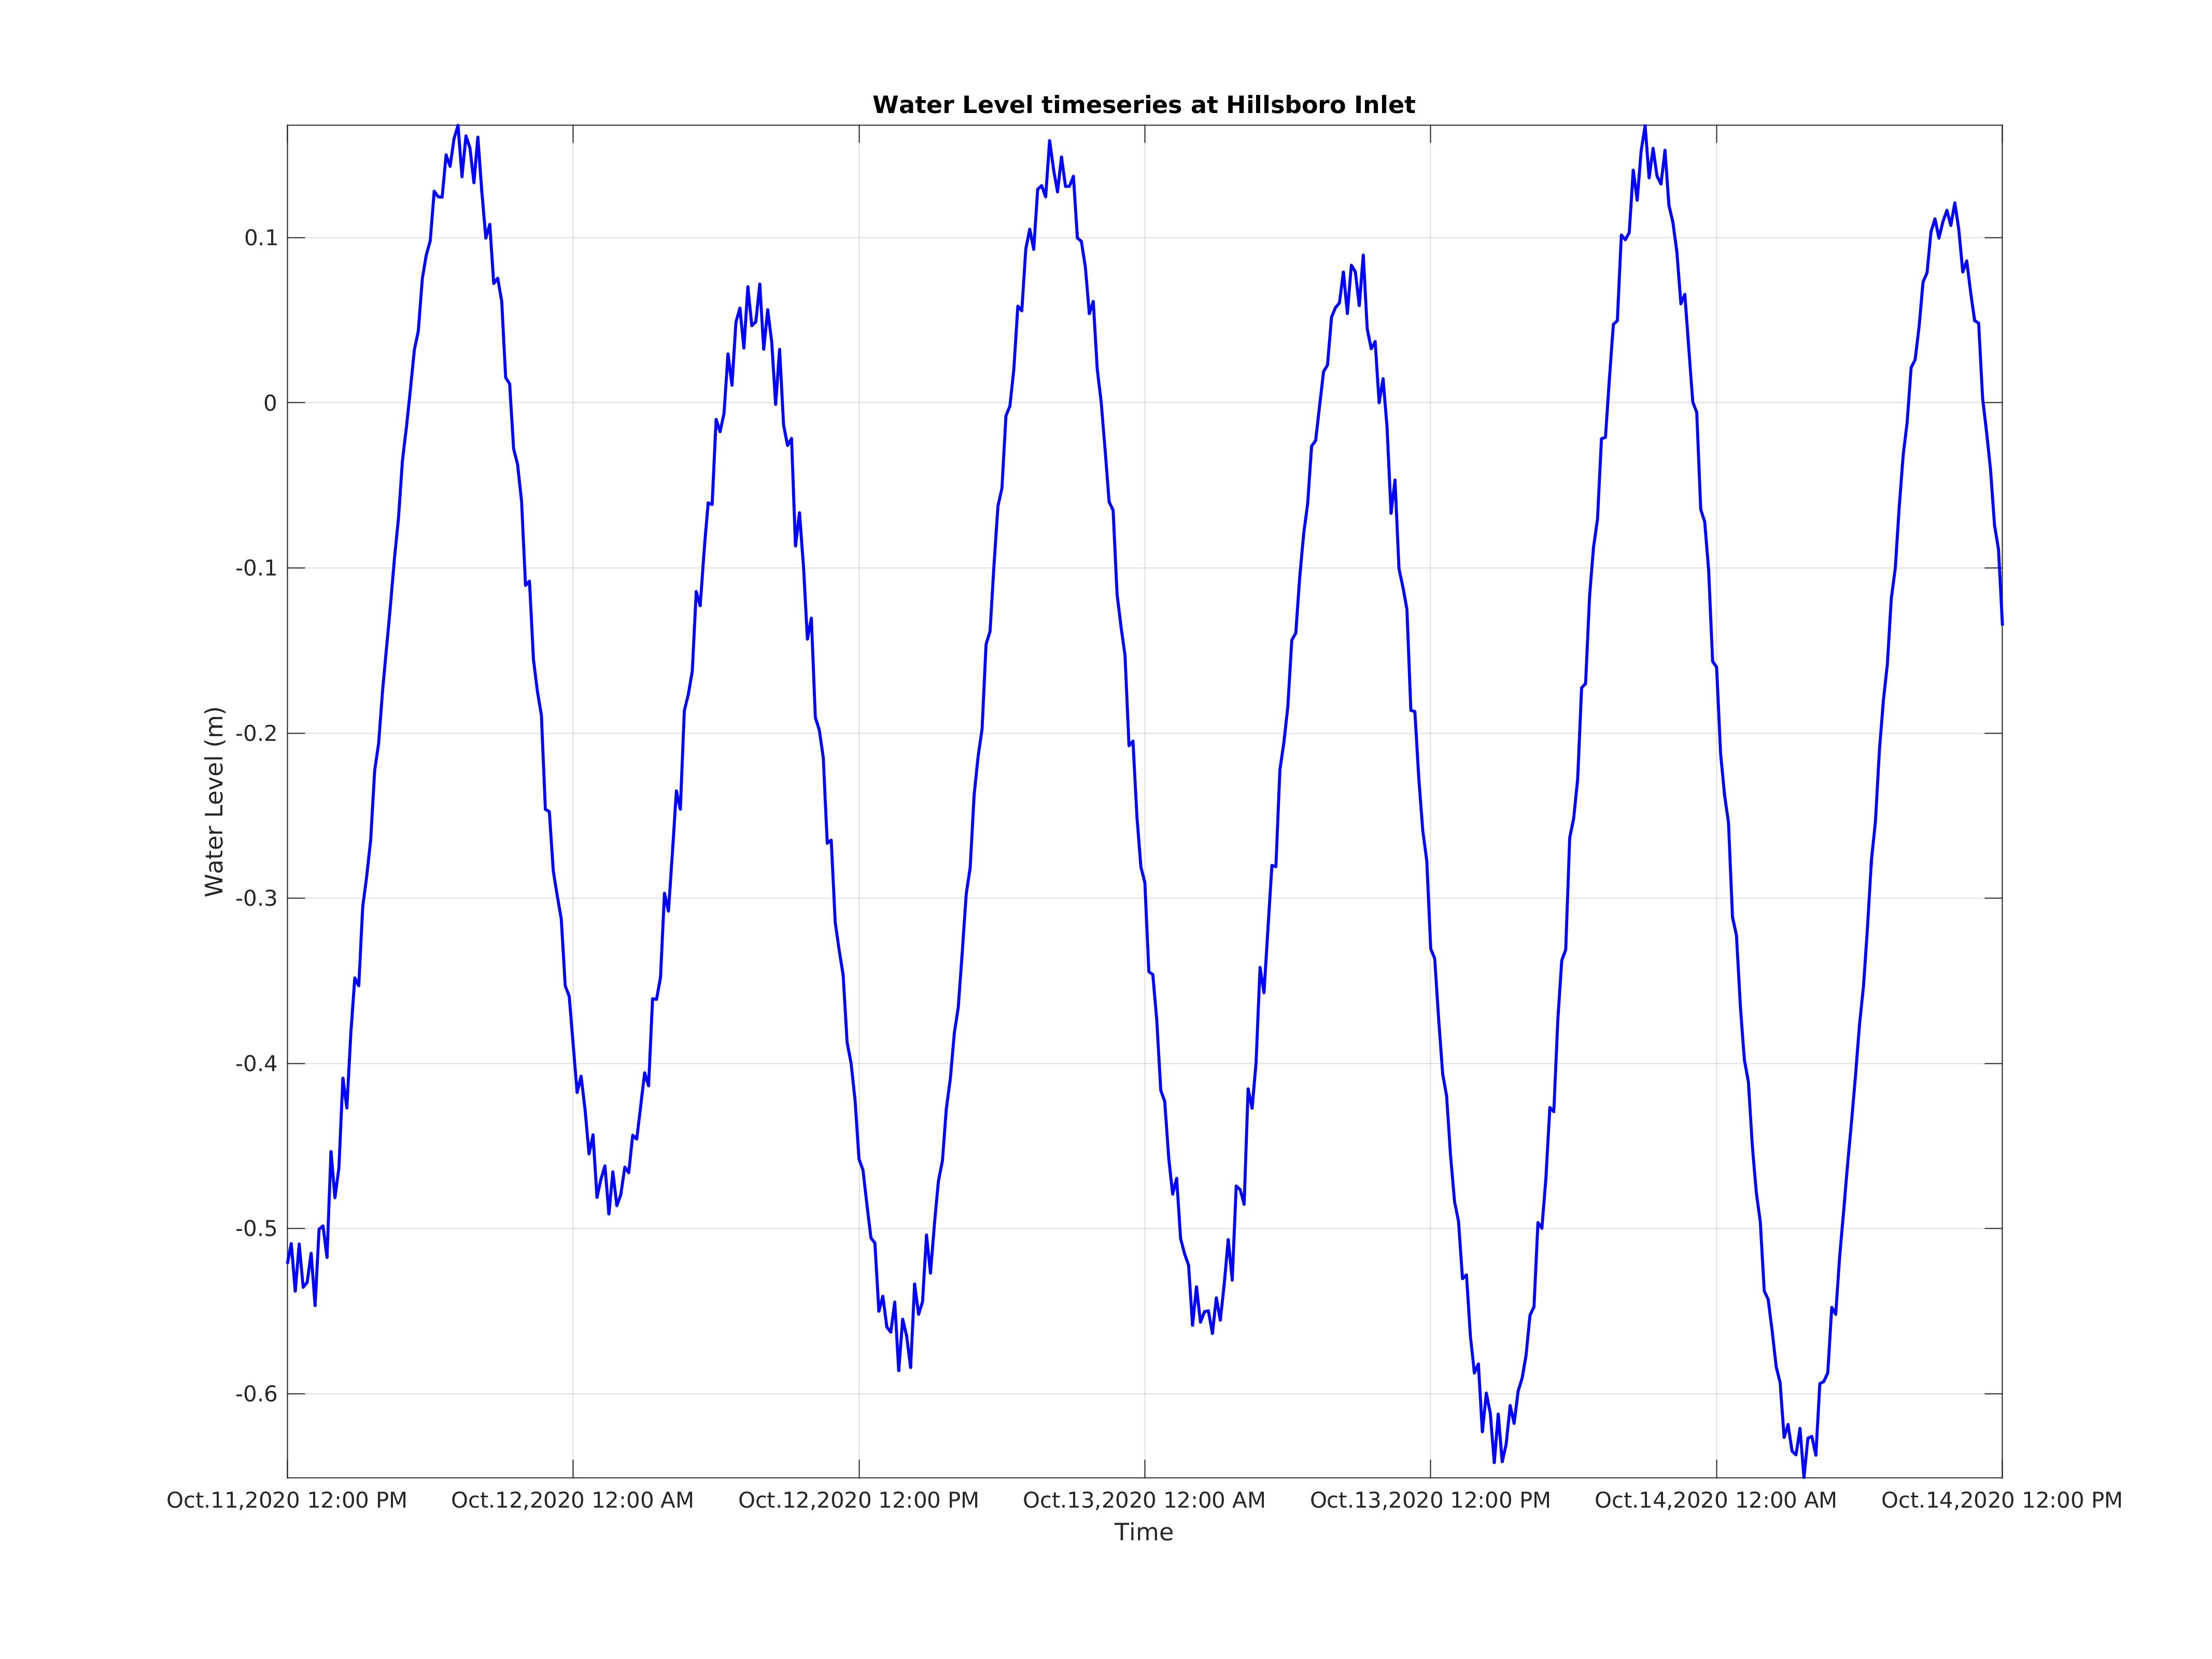 Water Level timeseries at Hillsboro Inlet
0.1
0
-0.1
-0.2
-0.3
-0.4
-0.5
-0.6
Water Level (m)
Oct.11,2020 12:00 PM Oct.12,2020 12:00 AM Oct.12,2020 12:00 PM Oct.13,2020 12:00 AM Oct.13,2020 12:00 PM Oct.14,2020 12:00 AM Oct.14,2020 12:00 PM
Time